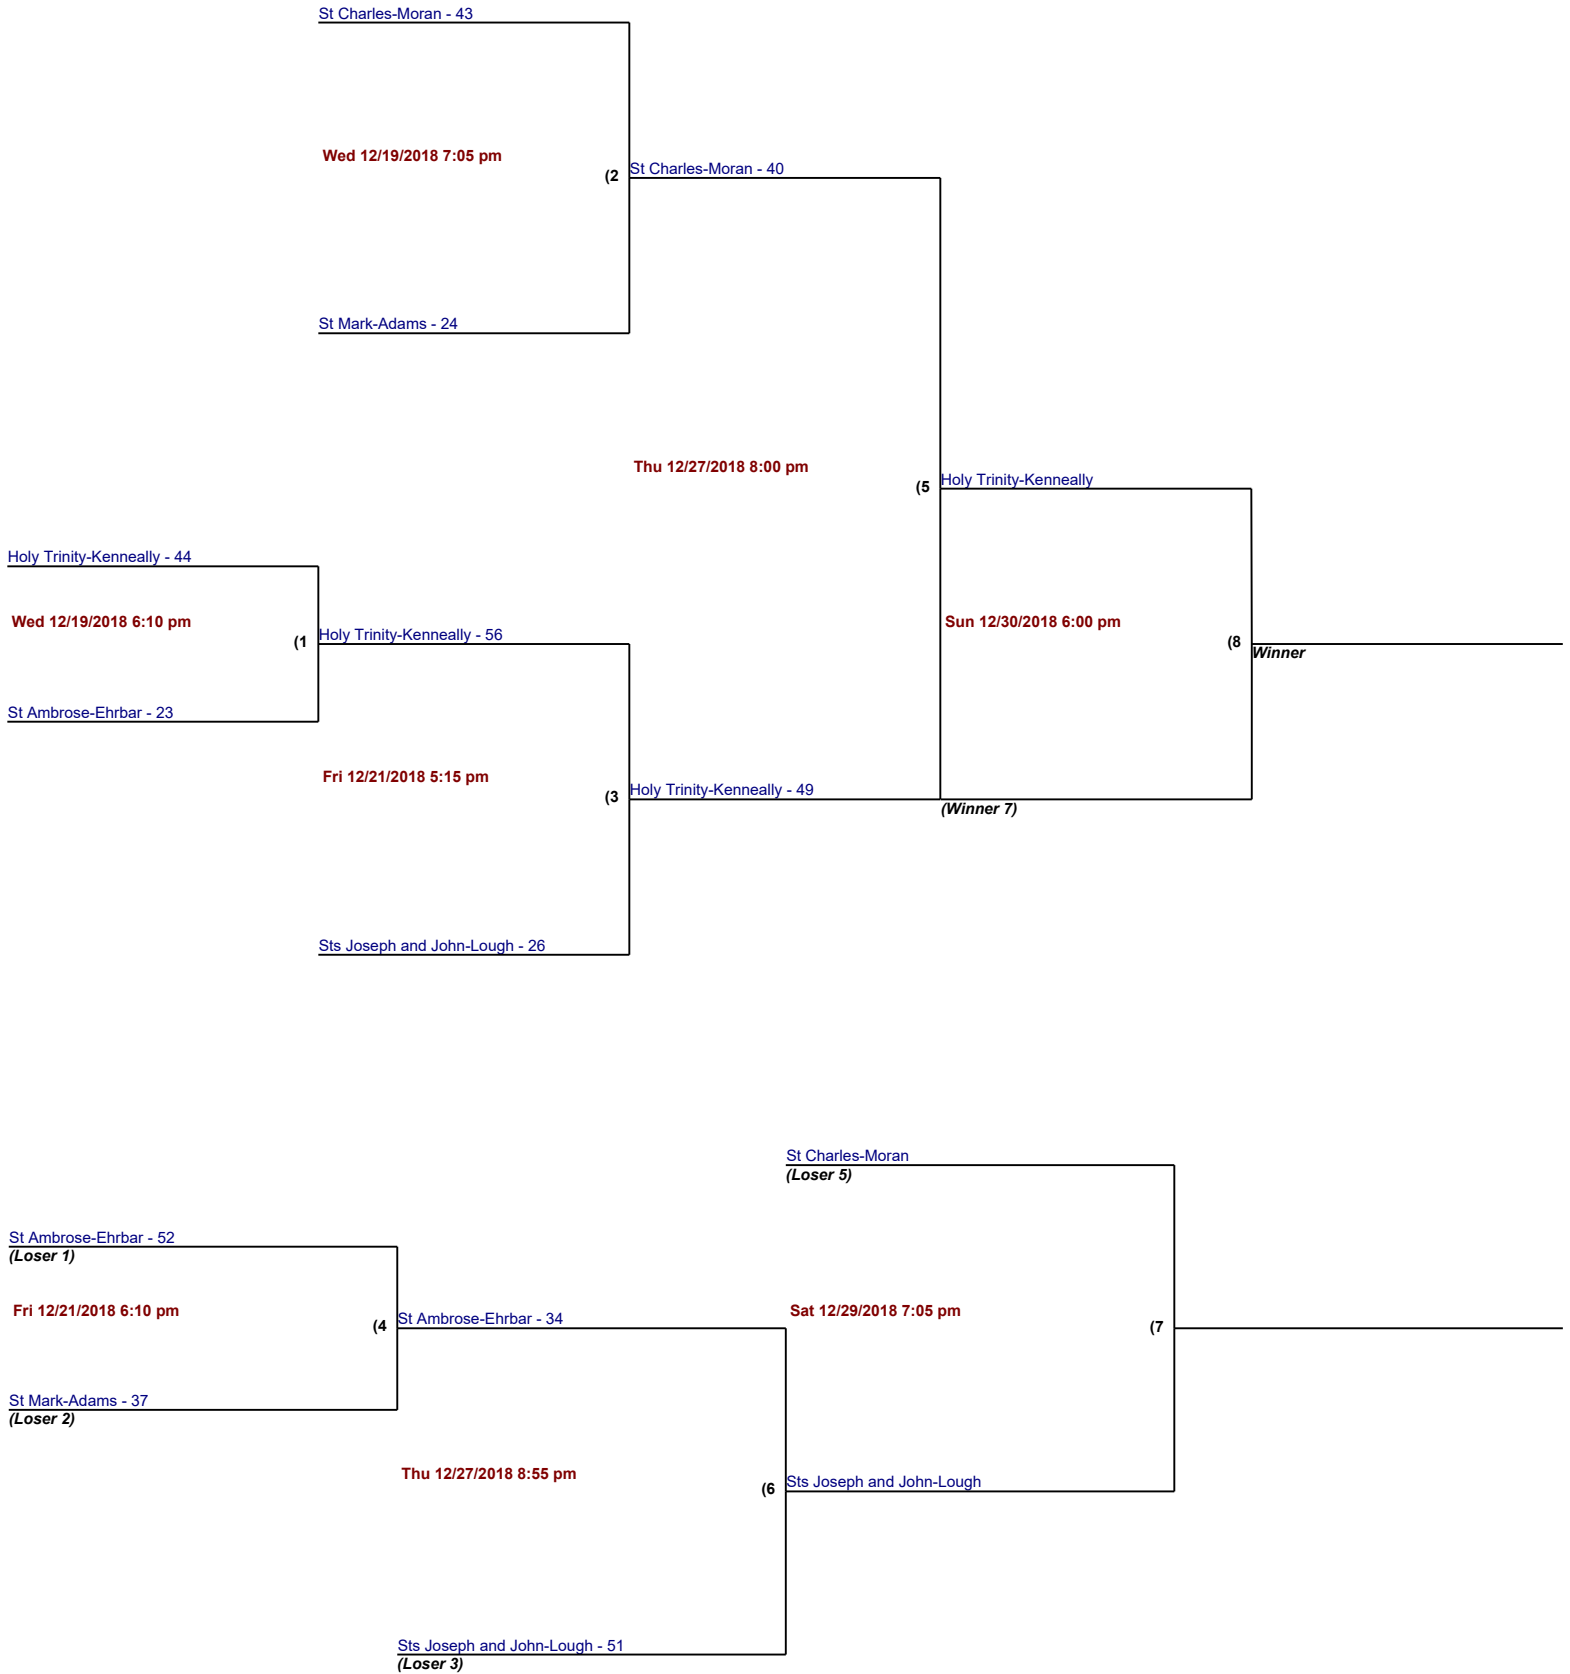 St Charles-Moran - 43
Wed 12/19/2018 7:05 pm
(2
St Charles-Moran - 40
St Mark-Adams - 24
Thu 12/27/2018 8:00 pm
(5
Holy Trinity-Kenneally
Holy Trinity-Kenneally - 44
Wed 12/19/2018 6:10 pm
(1
Holy Trinity-Kenneally - 56
Sun 12/30/2018 6:00 pm
(8
Winner
St Ambrose-Ehrbar - 23
Fri 12/21/2018 5:15 pm
(3
Holy Trinity-Kenneally - 49
(Winner 7)
Sts Joseph and John-Lough - 26
St Charles-Moran
(Loser 5)
St Ambrose-Ehrbar - 52
(Loser 1)
Fri 12/21/2018 6:10 pm
(4
St Ambrose-Ehrbar - 34
Sat 12/29/2018 7:05 pm
(7
St Mark-Adams - 37
(Loser 2)
Thu 12/27/2018 8:55 pm
(6
Sts Joseph and John-Lough
Sts Joseph and John-Lough - 51
(Loser 3)